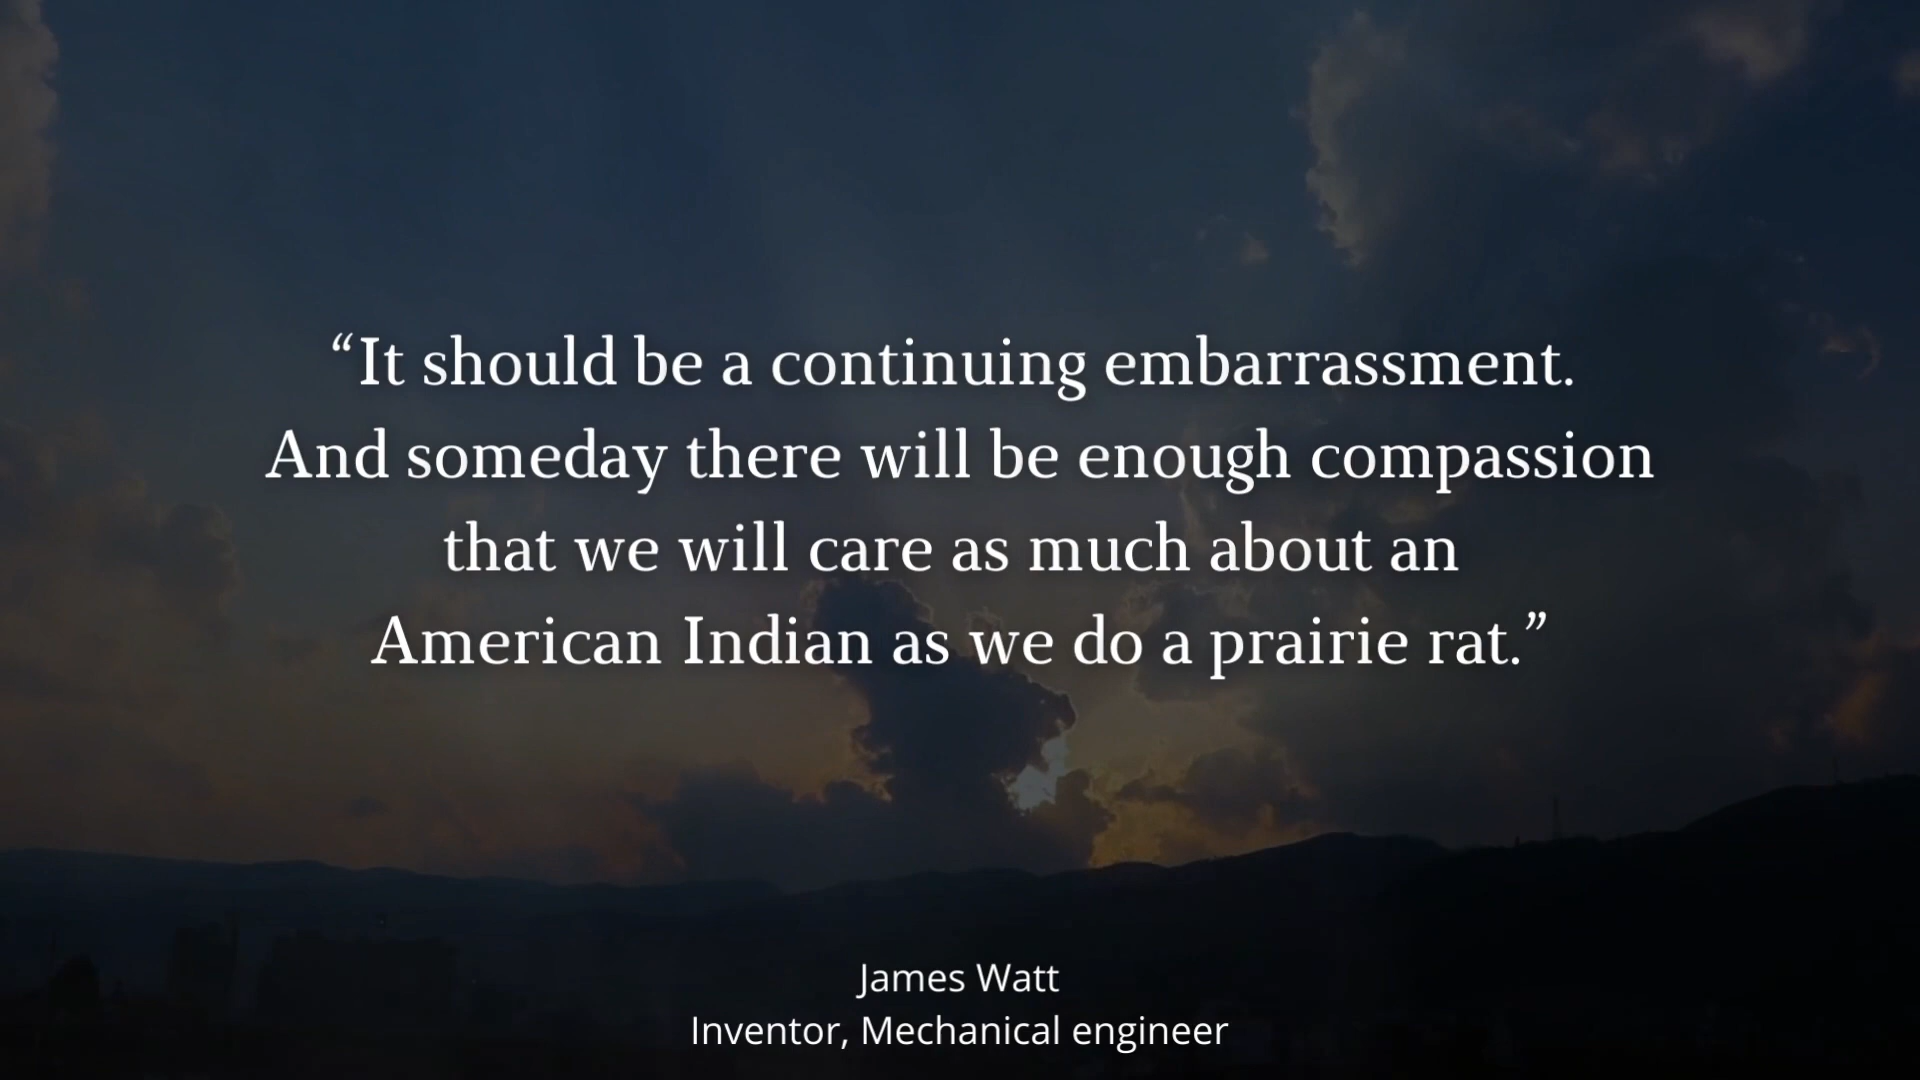 “It should be a continuing embarrassment.
And someday there will be enough compassion
that we will care as much about an
American Indian as we do a prairie rat.”
James Watt
Inventor, Mechanical engineer